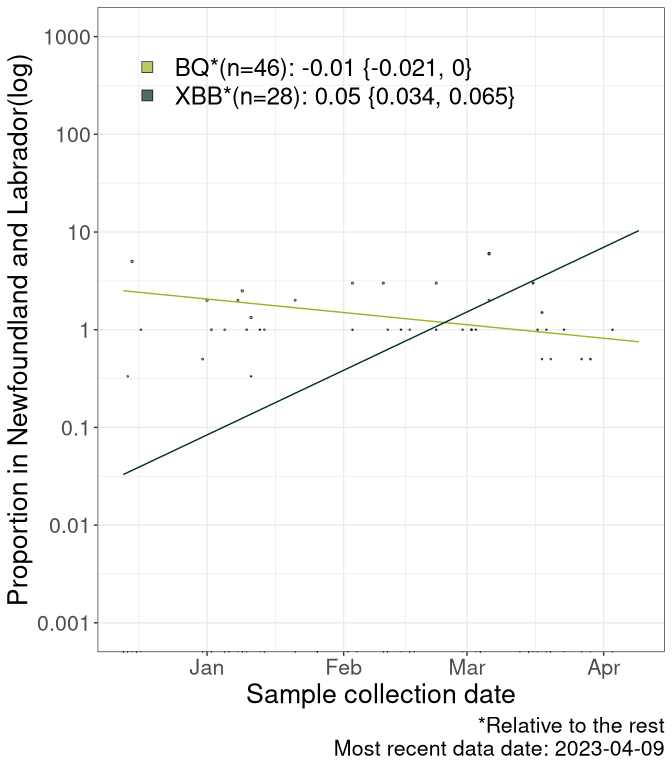 BQ*(n=46): -0.01 {-0.021, 0}
XBB*(n=28): 0.05 {0.034, 0.065}
Proportion in Newfoundland and Labrador(log)
1000
100
10
1
0.1
0.01
0.001
Jan Feb Mar Apr
Sample collection date
*Relative to the rest
Most recent data date: 2023-04-09